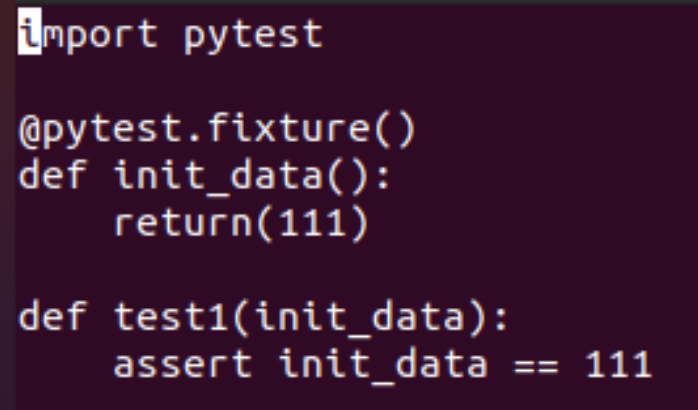 import pytest

@pytest.fixture()
def init_data():
    return(111)

def test1(init_data):
    assert init_data == 111